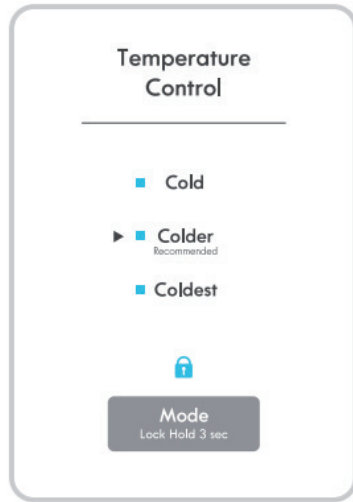 Temperature
Control
Cold
Colder
Recommended
Coldest
Mode
Lock Hold 3 sec